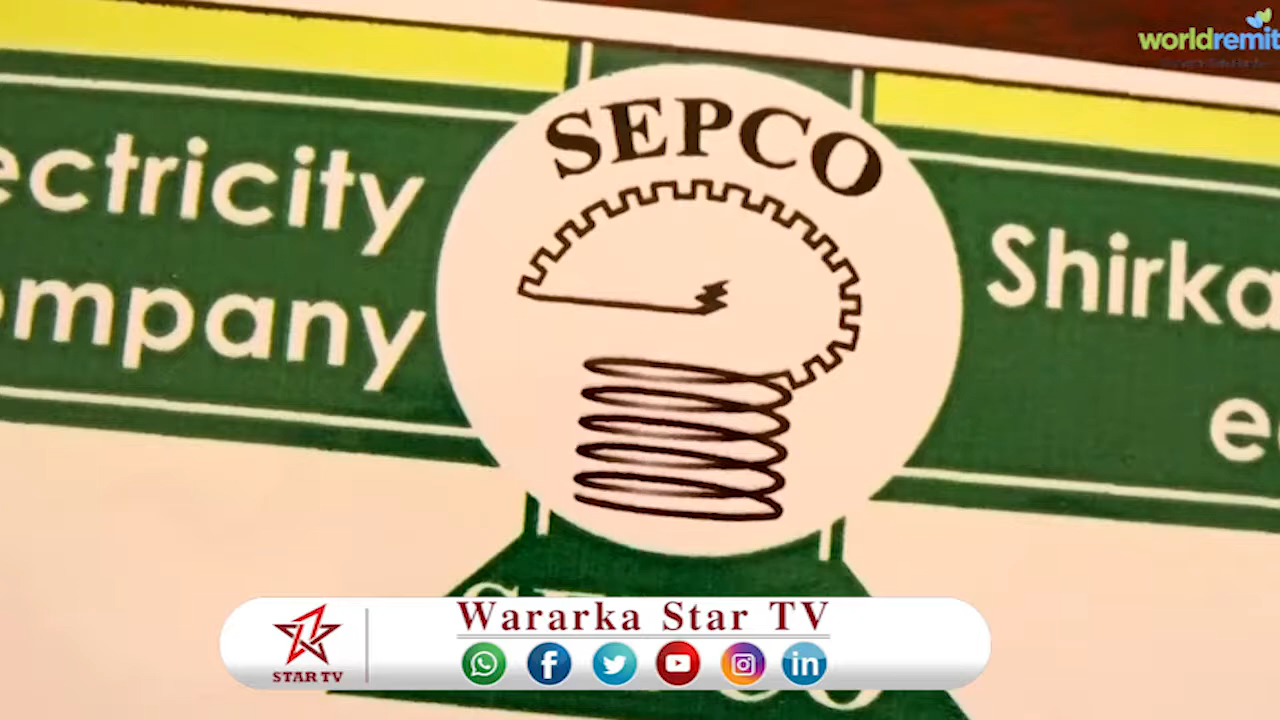 worldremit
SEPCO
ectricity
ompany
Shirka
Wararka Star TV
STAR TV